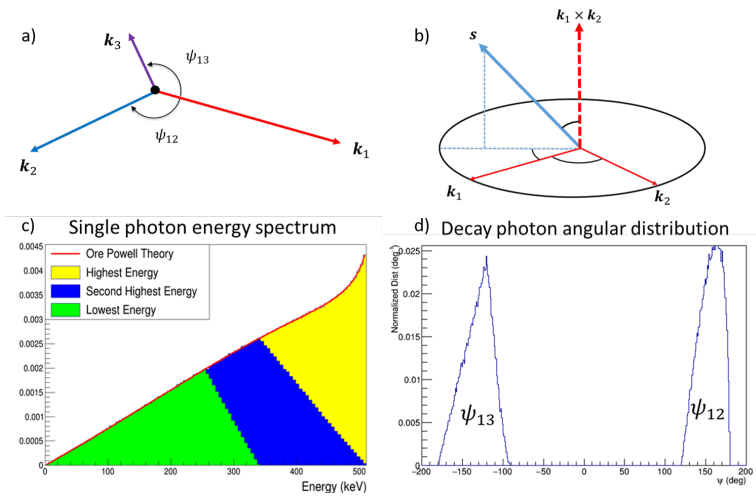 a)
k₃
ψ₁₃
ψ₁₂
k₁
k₂
b)
k₁ × k₂
s
k₁
k₂
c) Single photon energy spectrum
0.0045
0.004
0.0035
0.003
0.0025
0.002
0.0015
0.001
0.0005
0
Ore Powell Theory
Highest Energy
Second Highest Energy
Lowest Energy
0 100 200 300 400 500
Energy (keV)
d) Decay photon angular distribution
Normalized Dist (deg⁻¹)
0.025
0.02
0.015
0.01
0.005
0
ψ₁₃
ψ₁₂
−200 −150 −100 −50 0 50 100 150 200
ψ (deg)